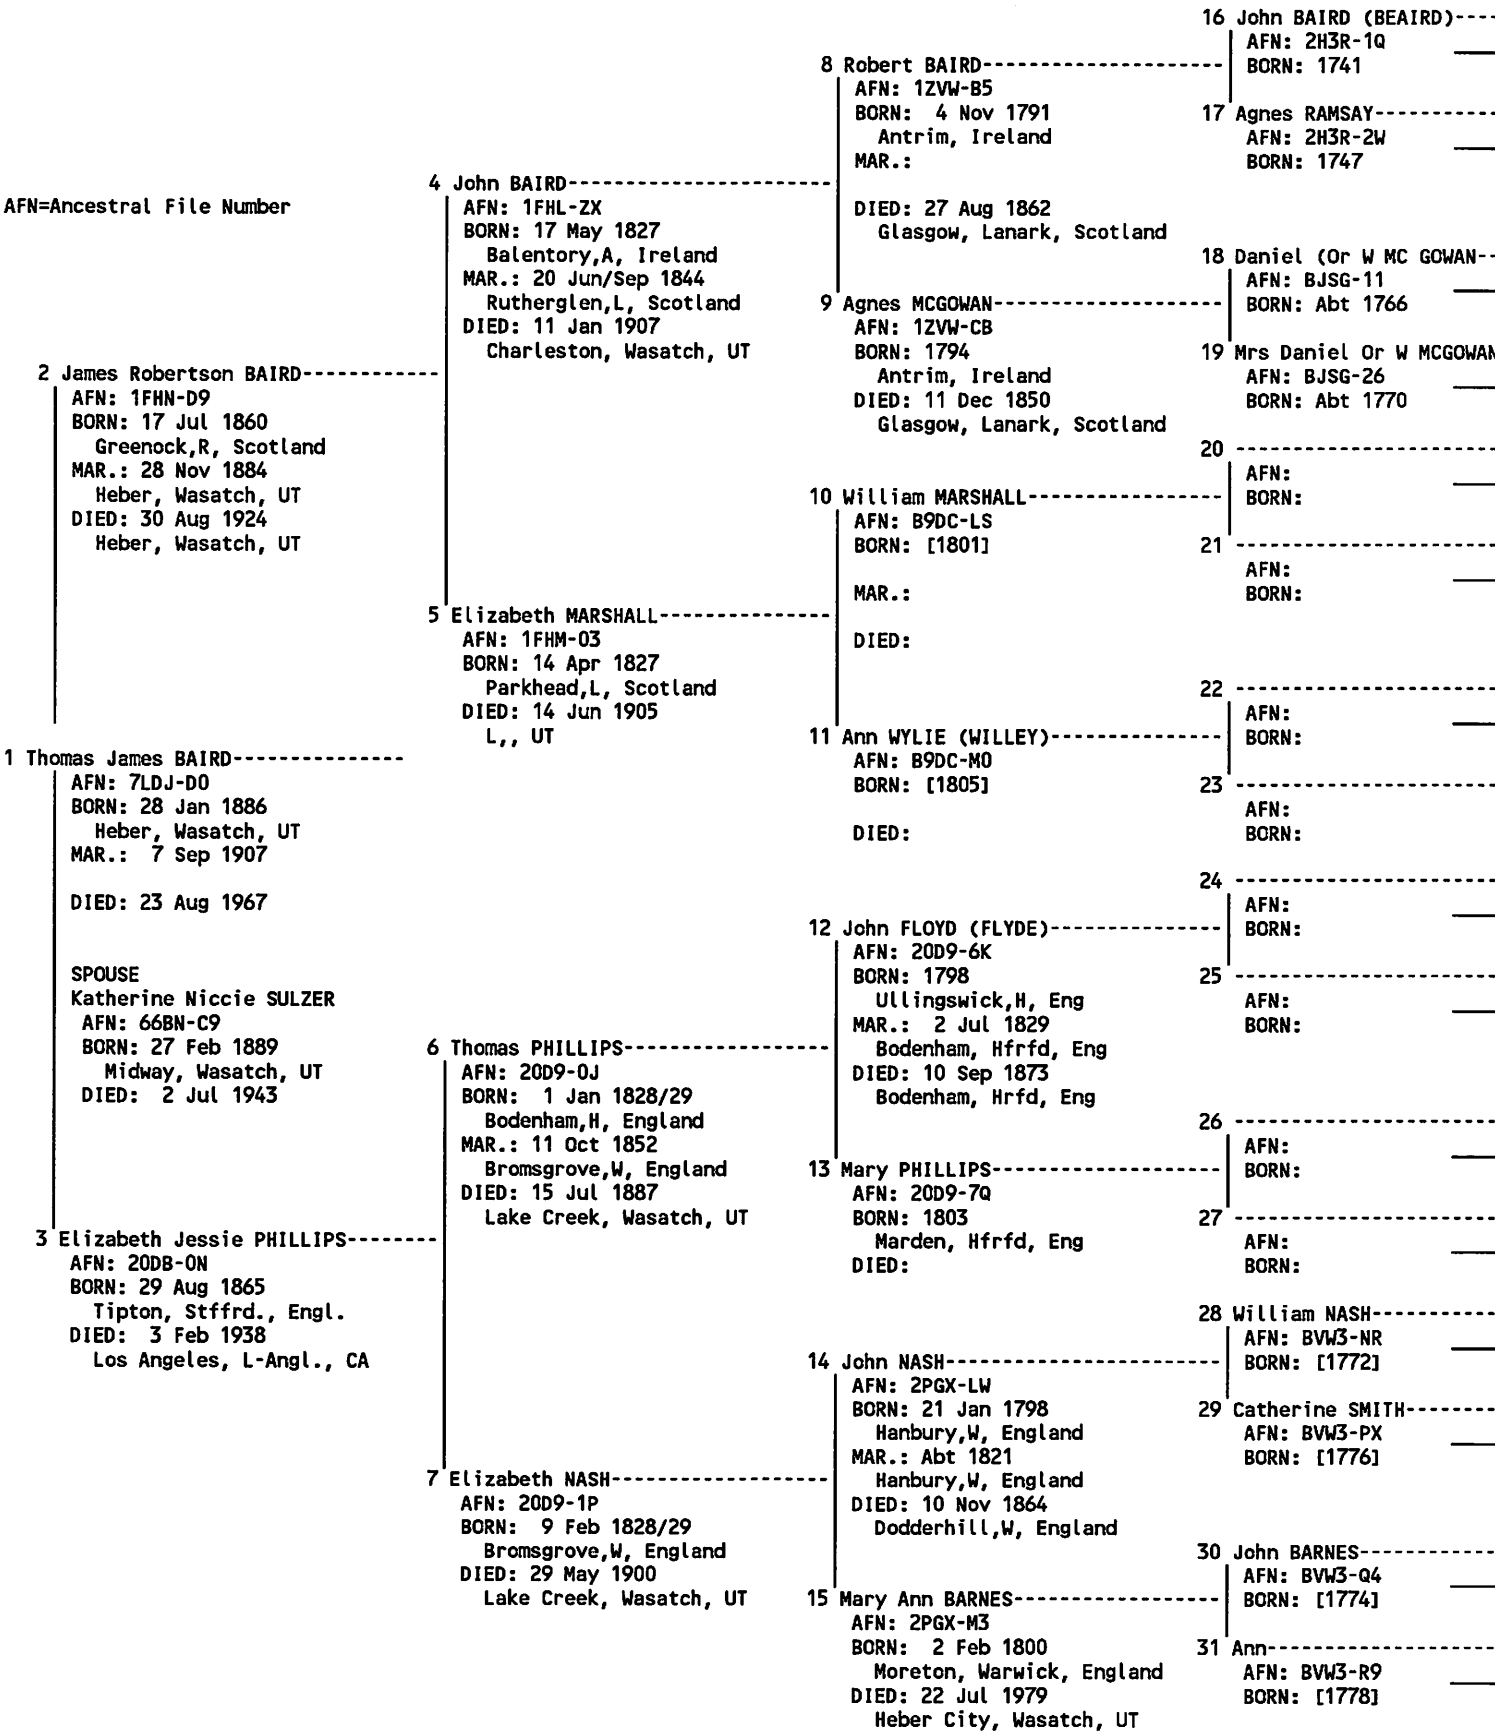 AFN=Ancestral File Number
1 Thomas James BAIRD---------------
AFN: 7LDJ-D0
BORN: 28 Jan 1886
Heber, Wasatch, UT
MAR.: 7 Sep 1907
DIED: 23 Aug 1967
SPOUSE
Katherine Niccie SULZER
AFN: 66BN-C9
BORN: 27 Feb 1889
Midway, Wasatch, UT
DIED: 2 Jul 1943
2 James Robertson BAIRD------------
AFN: 1FHN-D9
BORN: 17 Jul 1860
Greenock,R, Scotland
MAR.: 28 Nov 1884
Heber, Wasatch, UT
DIED: 30 Aug 1924
Heber, Wasatch, UT
3 Elizabeth Jessie PHILLIPS--------
AFN: 20DB-0N
BORN: 29 Aug 1865
Tipton, Stffrd., Engl.
DIED: 3 Feb 1938
Los Angeles, L-Angl., CA
4 John BAIRD-----------------------
AFN: 1FHL-ZX
BORN: 17 May 1827
Balentory,A, Ireland
MAR.: 20 Jun/Sep 1844
Rutherglen,L, Scotland
DIED: 11 Jan 1907
Charleston, Wasatch, UT
5 Elizabeth MARSHALL---------------
AFN: 1FHM-03
BORN: 14 Apr 1827
Parkhead,L, Scotland
DIED: 14 Jun 1905
L,, UT
6 Thomas PHILLIPS------------------
AFN: 20D9-0J
BORN: 1 Jan 1828/29
Bodenham,H, England
MAR.: 11 Oct 1852
Bromsgrove,W, England
DIED: 15 Jul 1887
Lake Creek, Wasatch, UT
7 Elizabeth NASH-------------------
AFN: 20D9-1P
BORN: 9 Feb 1828/29
Bromsgrove,W, England
DIED: 29 May 1900
Lake Creek, Wasatch, UT
8 Robert BAIRD---------------------
AFN: 1ZVW-B5
BORN: 4 Nov 1791
Antrim, Ireland
MAR.:
DIED: 27 Aug 1862
Glasgow, Lanark, Scotland
9 Agnes MCGOWAN--------------------
AFN: 1ZVW-CB
BORN: 1794
Antrim, Ireland
DIED: 11 Dec 1850
Glasgow, Lanark, Scotland
10 William MARSHALL-----------------
AFN: B9DC-LS
BORN: [1801]
MAR.:
DIED:
11 Ann WYLIE (WILLEY)---------------
AFN: B9DC-M0
BORN: [1805]
DIED:
12 John FLOYD (FLYDE)---------------
AFN: 20D9-6K
BORN: 1798
Ullingswick,H, Eng
MAR.: 2 Jul 1829
Bodenham, Hfrfd, Eng
DIED: 10 Sep 1873
Bodenham, Hrfd, Eng
13 Mary PHILLIPS--------------------
AFN: 20D9-7Q
BORN: 1803
Marden, Hfrfd, Eng
DIED:
14 John NASH------------------------
AFN: 2PGX-LW
BORN: 21 Jan 1798
Hanbury,W, England
MAR.: Abt 1821
Hanbury,W, England
DIED: 10 Nov 1864
Dodderhill,W, England
15 Mary Ann BARNES------------------
AFN: 2PGX-M3
BORN: 2 Feb 1800
Moreton, Warwick, England
DIED: 22 Jul 1979
Heber City, Wasatch, UT
16 John BAIRD (BEAIRD)----
AFN: 2H3R-1Q
BORN: 1741
17 Agnes RAMSAY-----------
AFN: 2H3R-2W
BORN: 1747
18 Daniel (Or W MC GOWAN--
AFN: BJSG-11
BORN: Abt 1766
19 Mrs Daniel Or W MCGOWAN
AFN: BJSG-26
BORN: Abt 1770
20 -----------------------
AFN:
BORN:
21 -----------------------
AFN:
BORN:
22 -----------------------
AFN:
BORN:
23 -----------------------
AFN:
BORN:
24 -----------------------
AFN:
BORN:
25 -----------------------
AFN:
BORN:
26 -----------------------
AFN:
BORN:
27 -----------------------
AFN:
BORN:
28 William NASH-----------
AFN: BVW3-NR
BORN: [1772]
29 Catherine SMITH--------
AFN: BVW3-PX
BORN: [1776]
30 John BARNES------------
AFN: BVW3-Q4
BORN: [1774]
31 Ann--------------------
AFN: BVW3-R9
BORN: [1778]